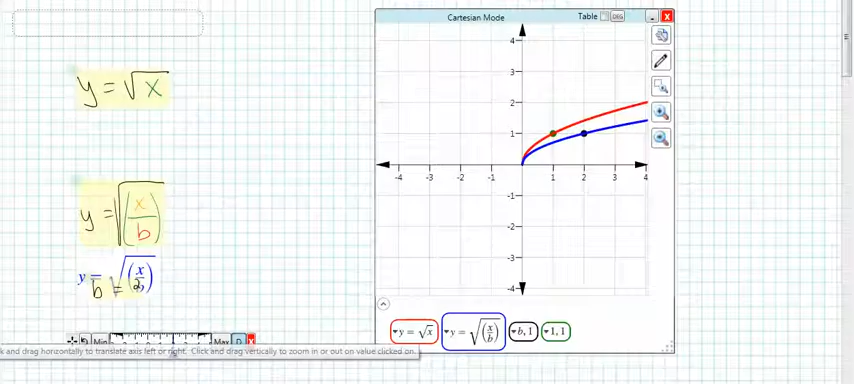 Cartesian Mode
Table
DEG
y = √x
y = √(x/b)
y = √(x/b)
b = 2
4
3
2
1
-4
-3
-2
-1
1
2
3
4
-1
-2
-3
-4
y = √x
y = √(x/b)
b, 1
1, 1
Min
Max
D
k and drag horizontally to translate axis left or right. Click and drag vertically to zoom in or out on value clicked on.